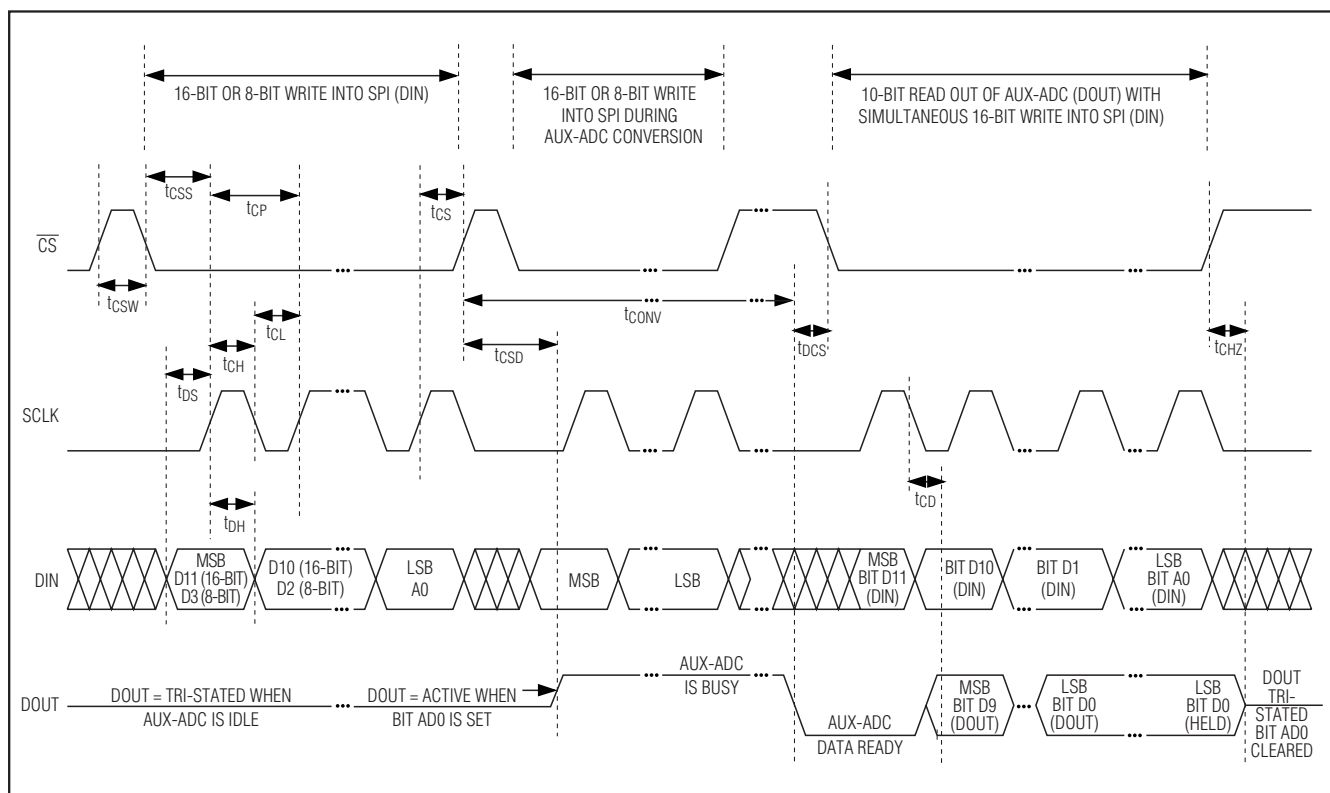 16-BIT OR 8-BIT WRITE INTO SPI (DIN)
16-BIT OR 8-BIT WRITE
INTO SPI DURING
AUX-ADC CONVERSION
10-BIT READ OUT OF AUX-ADC (DOUT) WITH
SIMULTANEOUS 16-BIT WRITE INTO SPI (DIN)
tCSS
tCP
tCS
CS
tCSW
tCL
tCONV
tCH
tCSD
tDCS
tCHZ
tDS
SCLK
tCD
tDH
DIN
MSB
D11 (16-BIT)
D3 (8-BIT)
D10 (16-BIT)
D2 (8-BIT)
LSB
A0
MSB
LSB
MSB
BIT D11
(DIN)
BIT D10
(DIN)
BIT D1
(DIN)
LSB
BIT A0
(DIN)
DOUT
DOUT = TRI-STATED WHEN
AUX-ADC IS IDLE
DOUT = ACTIVE WHEN
BIT AD0 IS SET
AUX-ADC
IS BUSY
AUX-ADC
DATA READY
MSB
BIT D9
(DOUT)
LSB
BIT D0
(DOUT)
LSB
BIT D0
(HELD)
DOUT
TRI-
STATED
BIT AD0
CLEARED